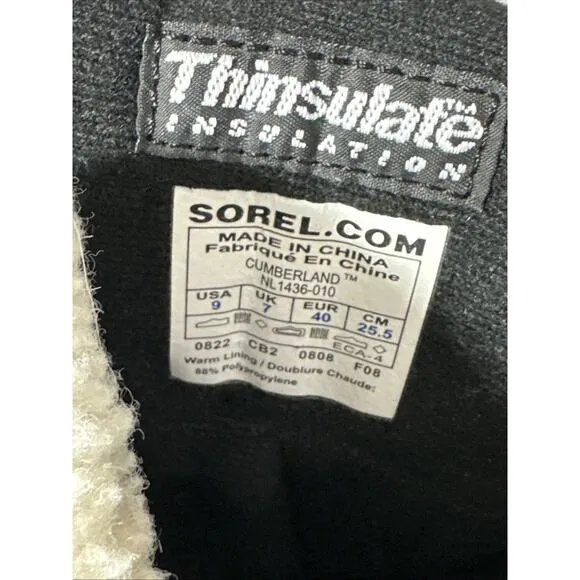 Thinsulate
INSULATION
SOREL.COM
MADE IN CHINA
Fabriqué En Chine
CUMBERLAND™
NL1436-010
USA UK EUR CM
9 7 40 25.5
ECA-4
0822 CB2 0808 F08
Warm Lining / Doublure Chaude:
88% Polypropylene